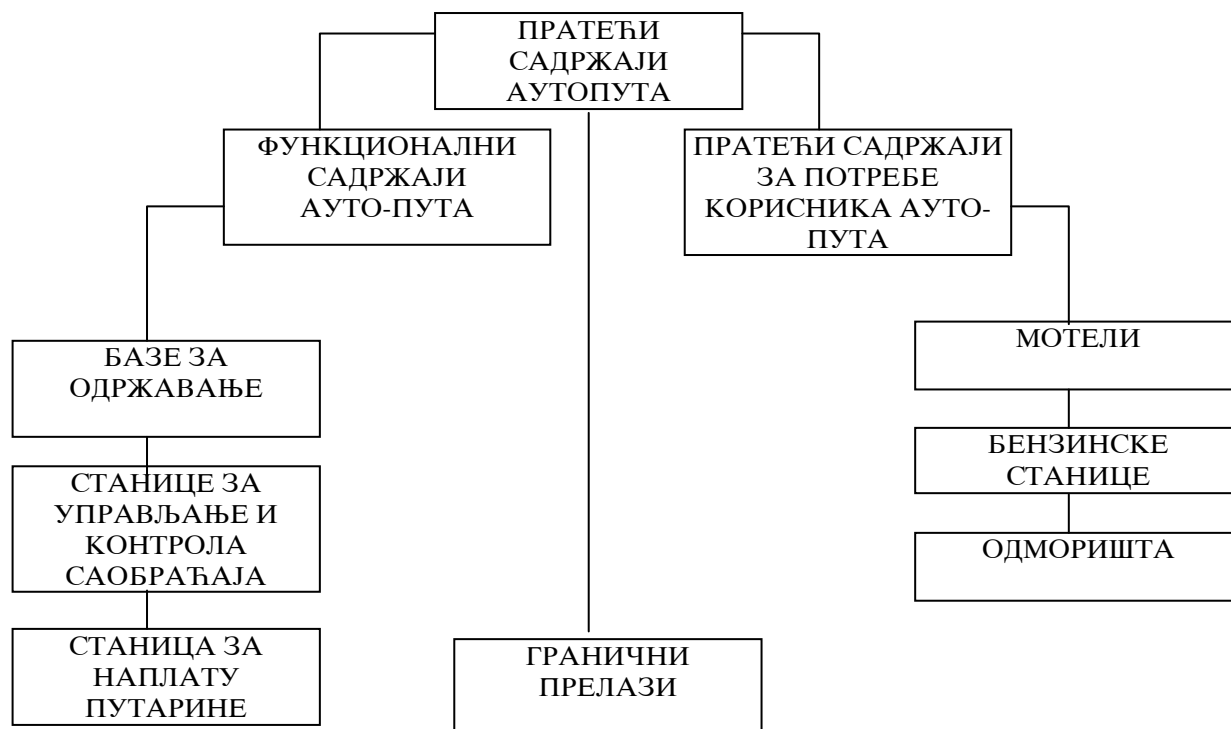 ПРАТЕЋИ
САДРЖАЈИ
АУТОПУТА
ФУНКЦИОНАЛНИ
САДРЖАЈИ
АУТО-ПУТА
ПРАТЕЋИ САДРЖАЈИ
ЗА ПОТРЕБЕ
КОРИСНИКА АУТО-
ПУТА
БАЗЕ ЗА
ОДРЖАВАЊЕ
СТАНИЦЕ ЗА
УПРАВЉАЊЕ И
КОНТРОЛА
САОБРАЋАЈА
СТАНИЦА ЗА
НАПЛАТУ
ПУТАРИНЕ
ГРАНИЧНИ
ПРЕЛАЗИ
МОТЕЛИ
БЕНЗИНСКЕ
СТАНИЦЕ
ОДМОРИШТА